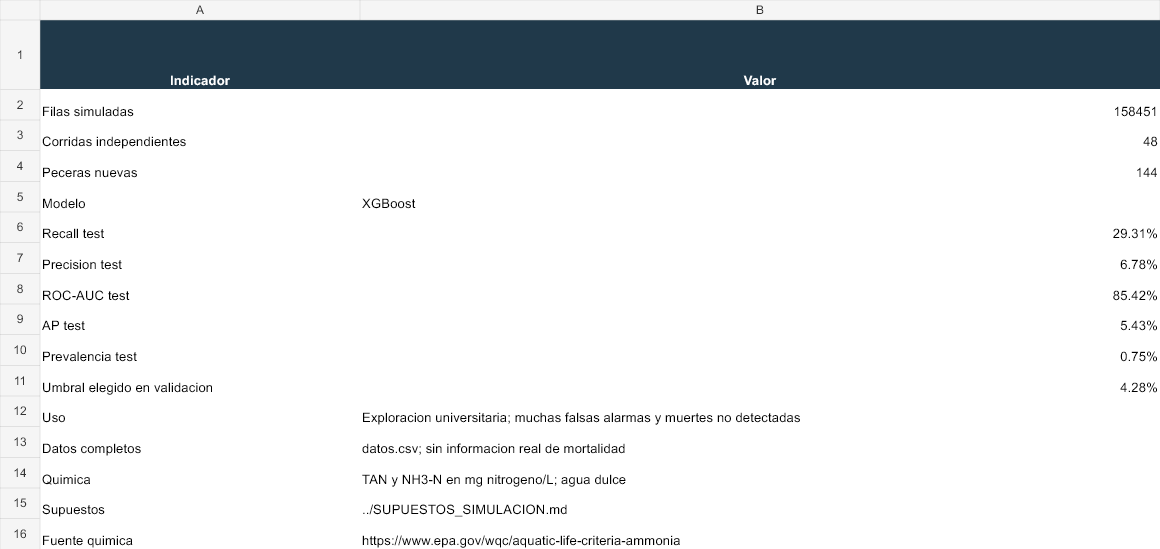 A B
1 Indicador Valor
2 Filas simuladas 158451
3 Corridas independientes 48
4 Peceras nuevas 144
5 Modelo XGBoost
6 Recall test 29.31%
7 Precision test 6.78%
8 ROC-AUC test 85.42%
9 AP test 5.43%
10 Prevalencia test 0.75%
11 Umbral elegido en validacion 4.28%
12 Uso Exploracion universitaria; muchas falsas alarmas y muertes no detectadas
13 Datos completos datos.csv; sin informacion real de mortalidad
14 Quimica TAN y NH3-N en mg nitrogeno/L; agua dulce
15 Supuestos ../SUPUESTOS_SIMULACION.md
16 Fuente quimica https://www.epa.gov/wqc/aquatic-life-criteria-ammonia